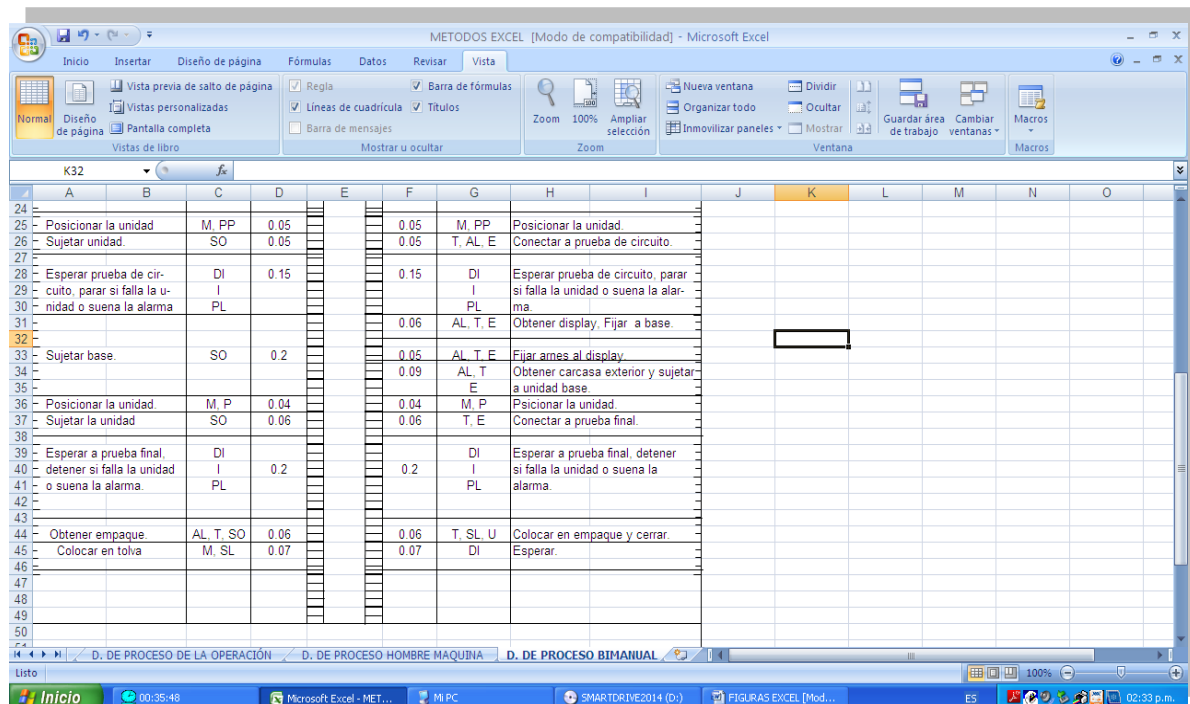 METODOS EXCEL [Modo de compatibilidad] - Microsoft Excel
Inicio Insertar Diseño de página Fórmulas Datos Revisar Vista
Normal
Diseño de página
Vista previa de salto de página
Vistas personalizadas
Pantalla completa
Vistas de libro
Regla
Barra de fórmulas
Líneas de cuadrícula
Títulos
Barra de mensajes
Mostrar u ocultar
Zoom
100%
Ampliar selección
Zoom
Nueva ventana
Organizar todo
Inmovilizar paneles
Dividir
Ocultar
Mostrar
Guardar área de trabajo
Cambiar ventanas
Ventana
Macros
Macros
K32 fx
A B C D E F G H I J K L M N O
24
25 Posicionar la unidad M, PP 0.05 0.05 M, PP Posicionar la unidad.
26 Sujetar unidad. SO 0.05 0.05 T, AL, E Conectar a prueba de circuito.
27
28 Esperar prueba de cir- DI 0.15 0.15 DI Esperar prueba de circuito, parar
29 cuito, parar si falla la u- I I si falla la unidad o suena la alar-
30 nidad o suena la alarma PL PL ma.
31 0.06 AL, T, E Obtener display, Fijar a base.
32
33 Sujetar base. SO 0.2 0.05 AL, T, E Fijar arnes al display.
34 0.09 AL, T Obtener carcasa exterior y sujetar
35 E a unidad base.
36 Posicionar la unidad. M, P 0.04 0.04 M, P Psicionar la unidad.
37 Sujetar la unidad SO 0.06 0.06 T, E Conectar a prueba final.
38
39 Esperar a prueba final, DI DI Esperar a prueba final, detener
40 detener si falla la unidad I 0.2 0.2 I si falla la unidad o suena la
41 o suena la alarma. PL PL alarma.
42
43
44 Obtener empaque. AL, T, SO 0.06 0.06 T, SL, U Colocar en empaque y cerrar.
45 Colocar en tolva M, SL 0.07 0.07 DI Esperar.
46
47
48
49
50
D. DE PROCESO DE LA OPERACIÓN D. DE PROCESO HOMBRE MAQUINA D. DE PROCESO BIMANUAL
Listo 100%
Inicio 00:35:48 Microsoft Excel - MET... Mi PC SMARTDRIVE2014 (D:) FIGURAS EXCEL [Mod... ES 02:33 p.m.